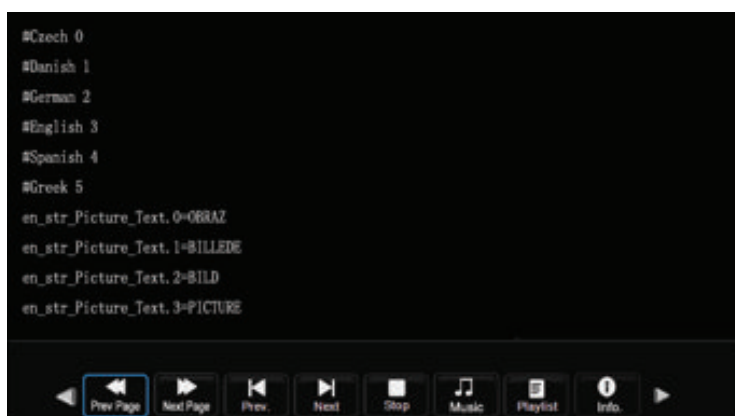 #Czech 0
#Danish 1
#German 2
#English 3
#Spanish 4
#Greek 5
en_str_Picture_Text.0=OBRAZ
en_str_Picture_Text.1=BILLEDE
en_str_Picture_Text.2=BILD
en_str_Picture_Text.3=PICTURE
Prev Page Next Page Prev. Next Stop Music Playlist Info.